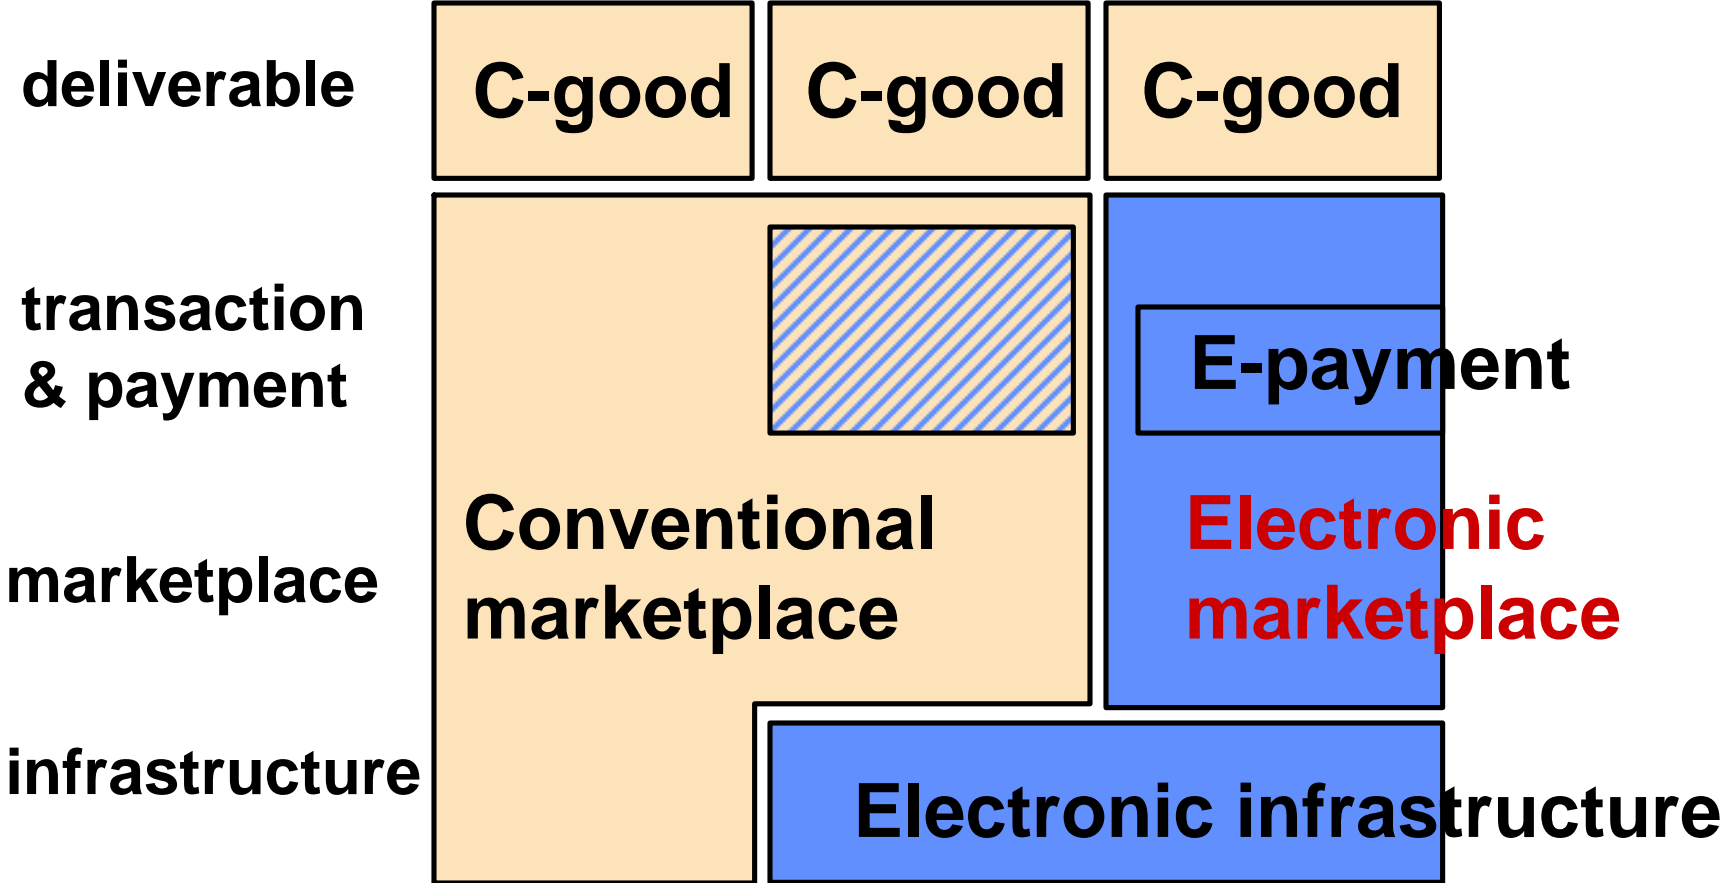 deliverable
C-good
C-good
C-good
transaction
& payment
E-payment
Conventional
marketplace
Electronic
marketplace
marketplace
infrastructure
Electronic infrastructure